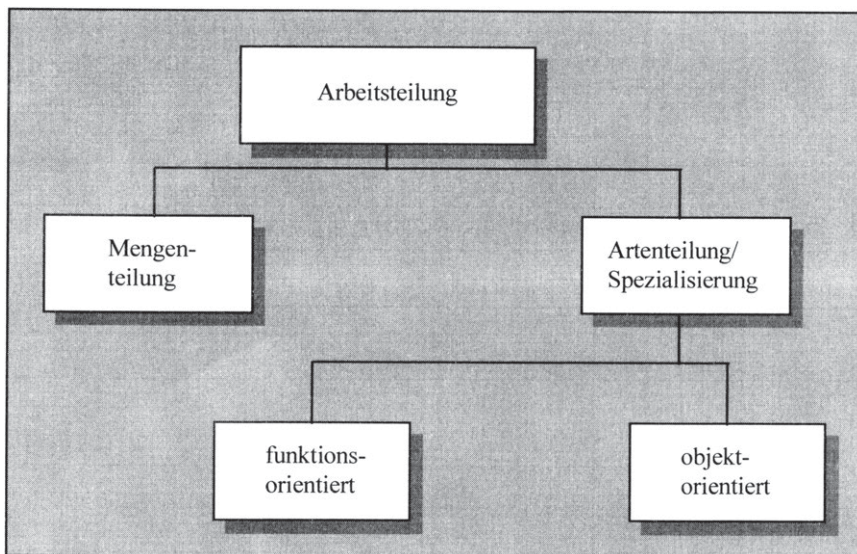 Arbeitsteilung
Mengen-
teilung
Artenteilung/
Spezialisierung
funktions-
orientiert
objekt-
orientiert